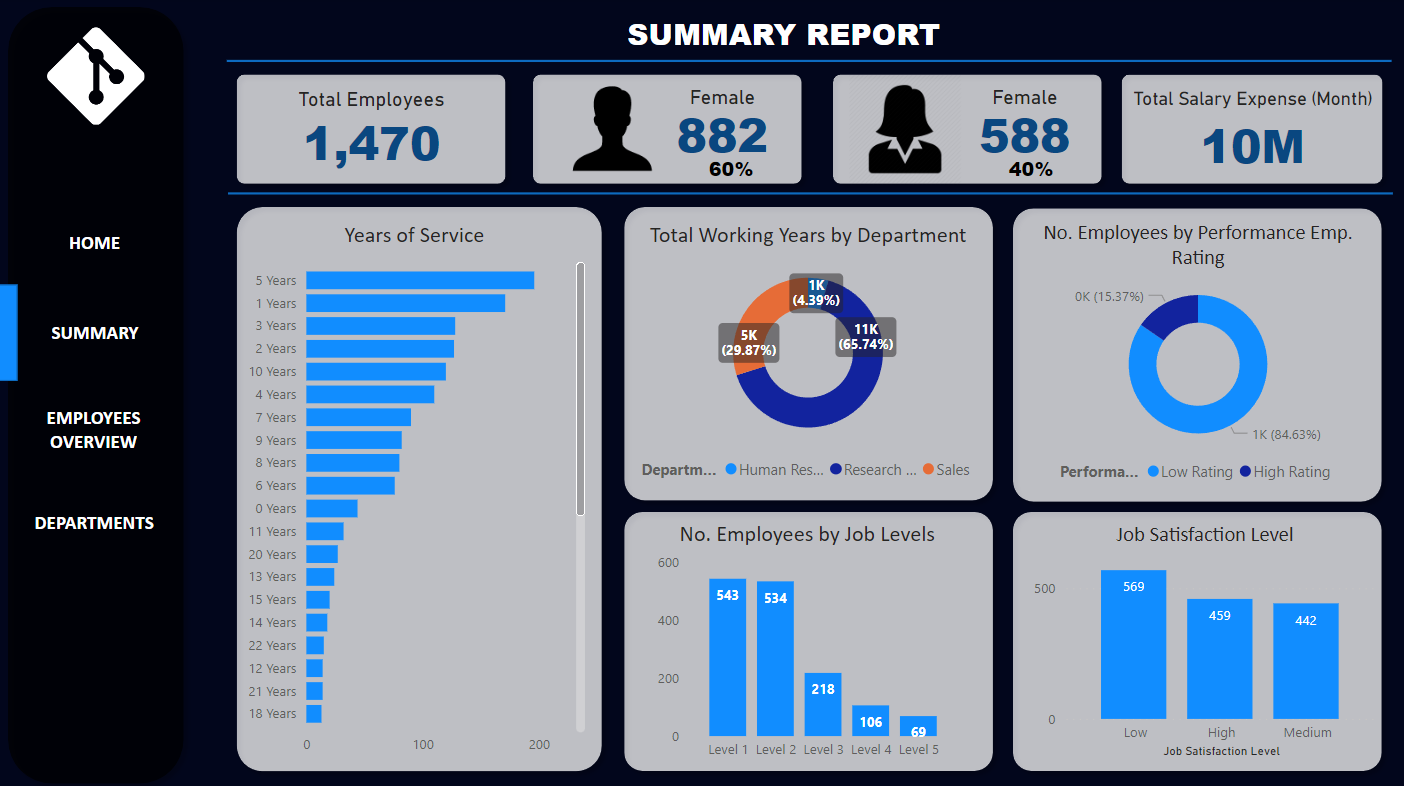 SUMMARY REPORT
Total Employees
1,470
Female
882
60%
Female
588
40%
Total Salary Expense (Month)
10M
HOME
SUMMARY
EMPLOYEES
OVERVIEW
DEPARTMENTS
Years of Service
5 Years
1 Years
3 Years
2 Years
10 Years
4 Years
7 Years
9 Years
8 Years
6 Years
0 Years
11 Years
20 Years
13 Years
15 Years
14 Years
22 Years
12 Years
21 Years
18 Years
0 100 200
Total Working Years by Department
1K
(4.39%)
5K
(29.87%)
11K
(65.74%)
Departm... Human Res... Research ... Sales
No. Employees by Performance Emp.
Rating
0K (15.37%)
1K (84.63%)
Performa... Low Rating High Rating
No. Employees by Job Levels
600
400
200
0
543
534
218
106
69
Level 1 Level 2 Level 3 Level 4 Level 5
Job Satisfaction Level
500
0
569
459
442
Low High Medium
Job Satisfaction Level